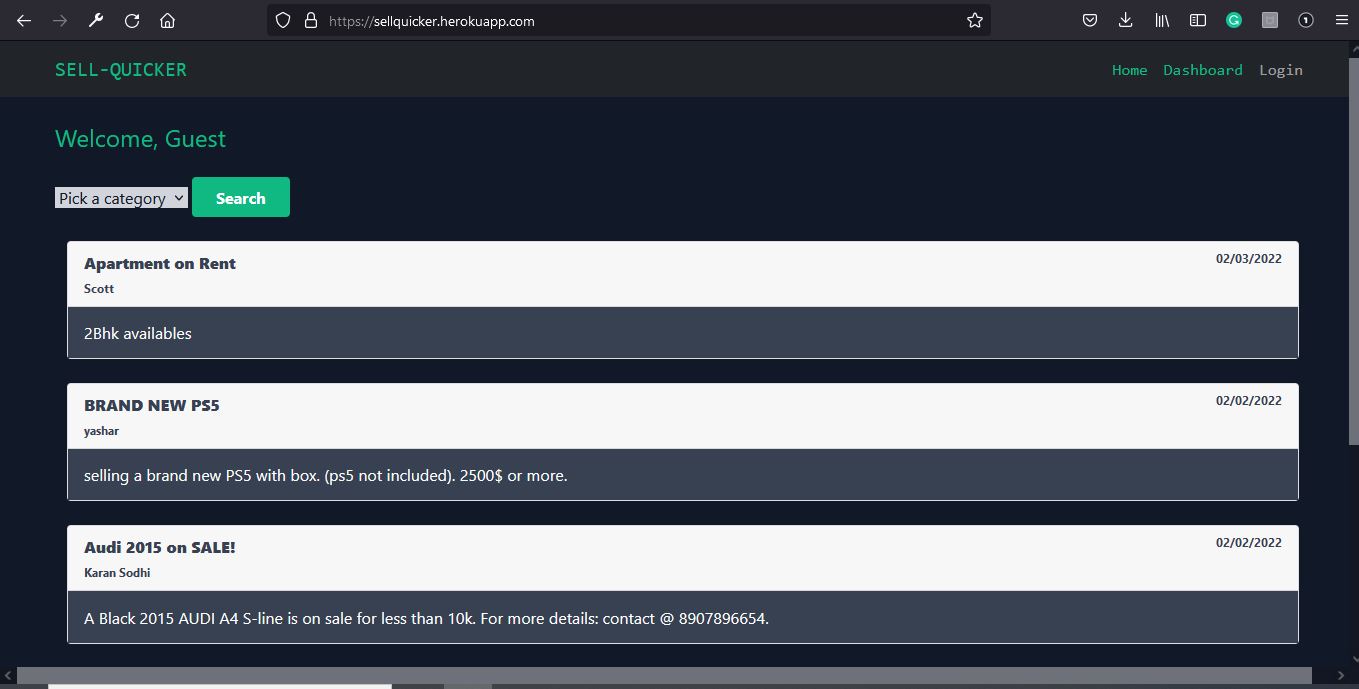 https://sellquicker.herokuapp.com
SELL-QUICKER
Home Dashboard Login
Welcome, Guest
Pick a category Search
Apartment on Rent 02/03/2022
Scott
2Bhk availables
BRAND NEW PS5 02/02/2022
yashar
selling a brand new PS5 with box. (ps5 not included). 2500$ or more.
Audi 2015 on SALE! 02/02/2022
Karan Sodhi
A Black 2015 AUDI A4 S-line is on sale for less than 10k. For more details: contact @ 8907896654.